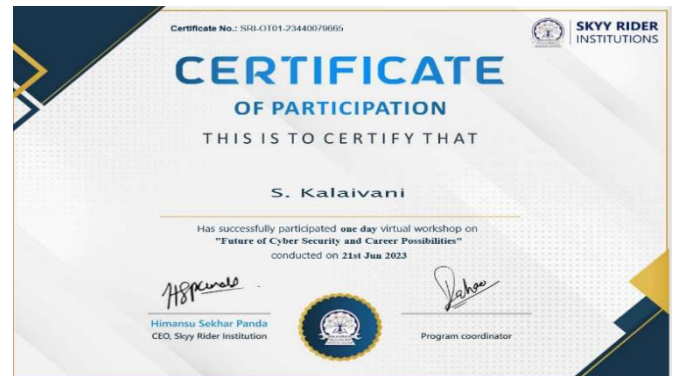 Certificate No.: SRI-OT01-23440079665
SKYY RIDER
INSTITUTIONS
CERTIFICATE
OF PARTICIPATION
THIS IS TO CERTIFY THAT
S. Kalaivani
Has successfully participated one day virtual workshop on
"Future of Cyber Security and Career Possibilities"
conducted on 21st Jun 2023
Himansu Sekhar Panda
CEO, Skyy Rider Institution
Program coordinator